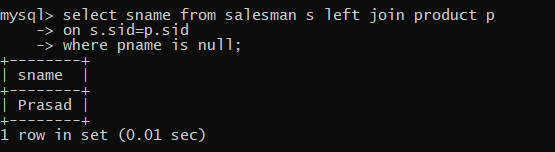 mysql> select sname from salesman s left join product p
    -> on s.sid=p.sid
    -> where pname is null;
+--------+
| sname  |
+--------+
| Prasad |
+--------+
1 row in set (0.01 sec)